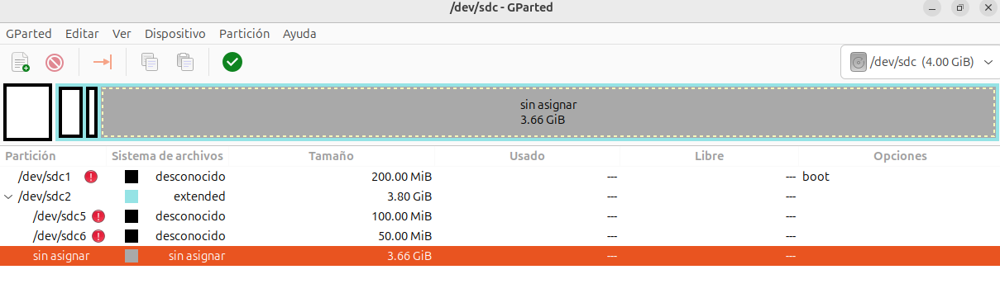 /dev/sdc - GParted
GParted Editar Ver Dispositivo Partición Ayuda
/dev/sdc (4.00 GiB)
sin asignar
3.66 GiB
Partición Sistema de archivos Tamaño Usado Libre Opciones
/dev/sdc1 desconocido 200.00 MiB --- --- boot
/dev/sdc2 extended 3.80 GiB --- ---
/dev/sdc5 desconocido 100.00 MiB --- ---
/dev/sdc6 desconocido 50.00 MiB --- ---
sin asignar sin asignar 3.66 GiB --- ---